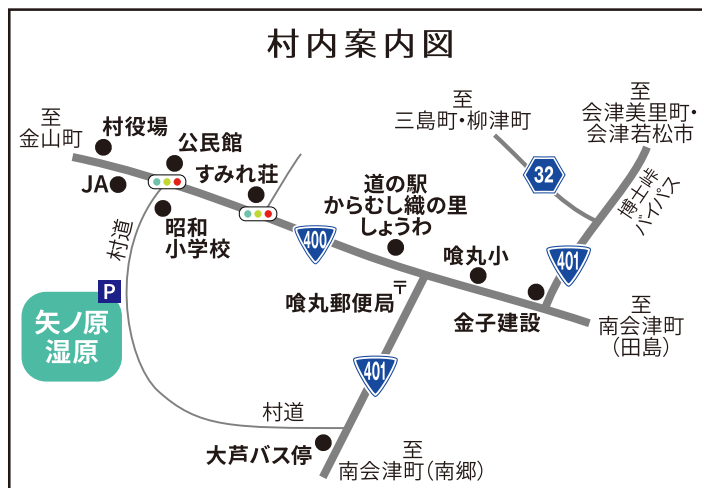 村内案内図
至
金山町
村役場
公民館
すみれ荘
JA
昭和
小学校
村道
P
矢ノ原
湿原
至
三島町・柳津町
至
会津美里町・
会津若松市
32
博士峠
バイパス
道の駅
からむし織の里
しょうわ
400
喰丸小
401
喰丸郵便局
〒
金子建設
至
南会津町
（田島）
401
村道
大芦バス停
至
南会津町（南郷）